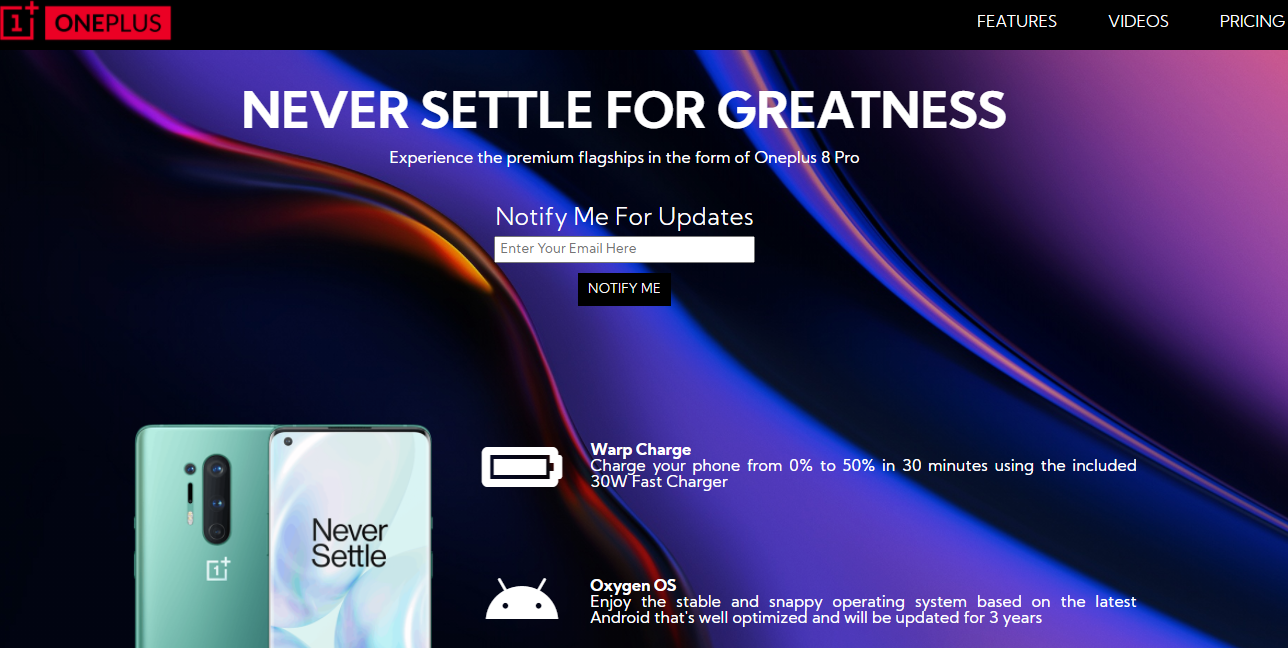 1+ ONEPLUS FEATURES VIDEOS PRICING
NEVER SETTLE FOR GREATNESS
Experience the premium flagships in the form of Oneplus 8 Pro
Notify Me For Updates
Enter Your Email Here
NOTIFY ME
Warp Charge
Charge your phone from 0% to 50% in 30 minutes using the included
30W Fast Charger
Never
Settle
1+
Oxygen OS
Enjoy the stable and snappy operating system based on the latest
Android that's well optimized and will be updated for 3 years